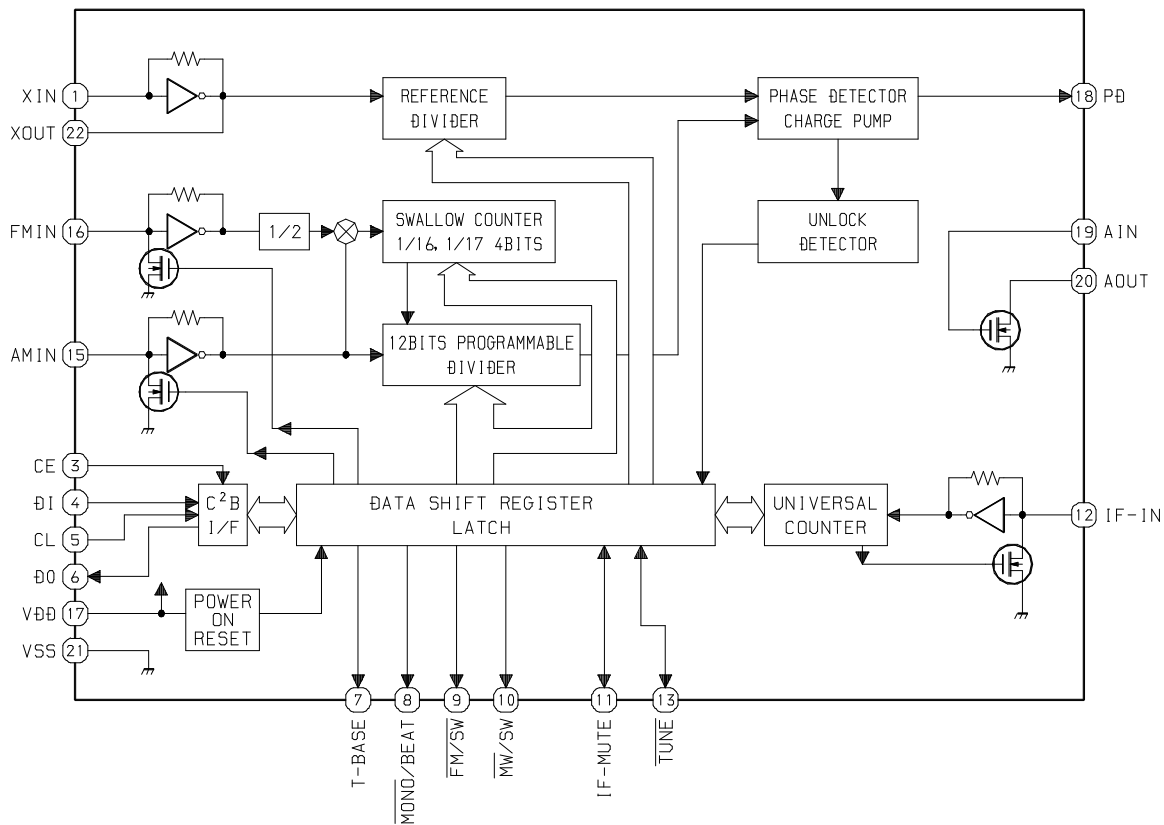 XIN 1
XOUT 22
REFERENCE
DIVIDER
PHASE DETECTOR
CHARGE PUMP
18 PD
FMIN 16
1/2
SWALLOW COUNTER
1/16, 1/17 4BITS
UNLOCK
DETECTOR
19 AIN
20 AOUT
AMIN 15
12BITS PROGRAMMABLE
DIVIDER
CE 3
DI 4
CL 5
DO 6
VDD 17
VSS 21
C²B
I/F
DATA SHIFT REGISTER
LATCH
UNIVERSAL
COUNTER
12 IF-IN
POWER
ON
RESET
7
8
9
10
11
13
T-BASE
MONO/BEAT
FM/SW
MW/SW
IF-MUTE
TUNE